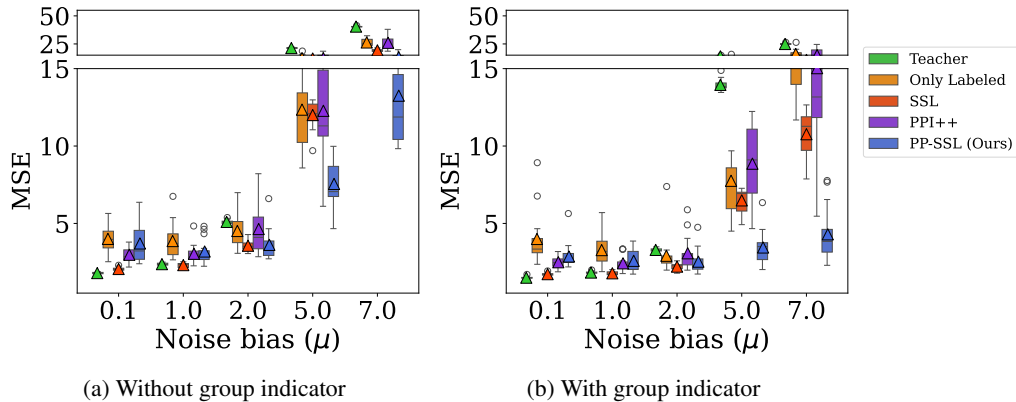 50
25
15
10
5
MSE
0.1 1.0 2.0 5.0 7.0
Noise bias (μ)
(a) Without group indicator
50
25
15
10
5
MSE
0.1 1.0 2.0 5.0 7.0
Noise bias (μ)
(b) With group indicator
Teacher
Only Labeled
SSL
PPI++
PP-SSL (Ours)